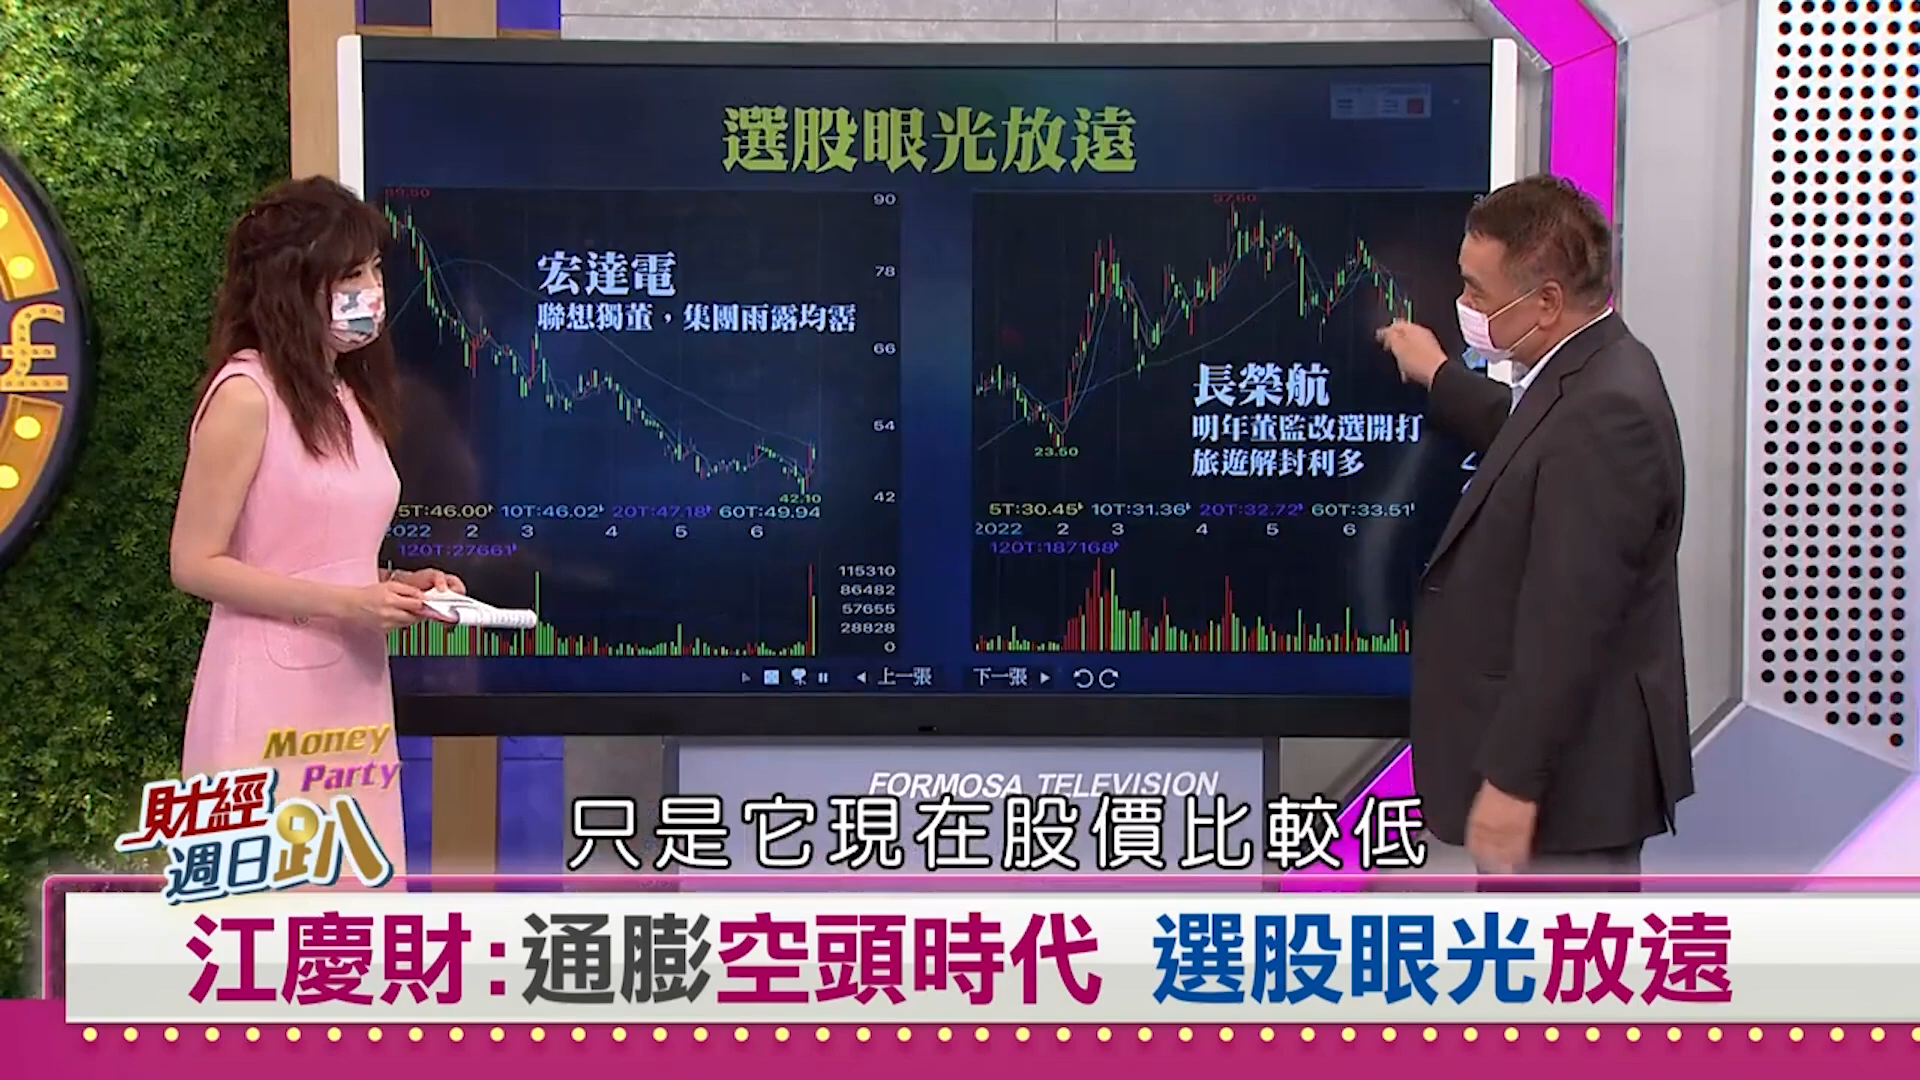 選股眼光放遠
89.50
90
宏達電
聯想獨董，集團雨露均霑
78
66
54
42
42.10
5T:46.00 10T:46.02 20T:47.18 60T:49.94
2022 2 3 4 5 6
120T:27661
115310
86482
57655
28828
0
37.60
長榮航
明年董監改選開打
旅遊解封利多
23.50
5T:30.45 10T:31.36 20T:32.72 60T:33.51
2022 2 3 4 5 6
120T:187168
上一張 下一張
FORMOSA TELEVISION
Money
Party
財經
週日趴
只是它現在股價比較低
江慶財:通膨空頭時代 選股眼光放遠